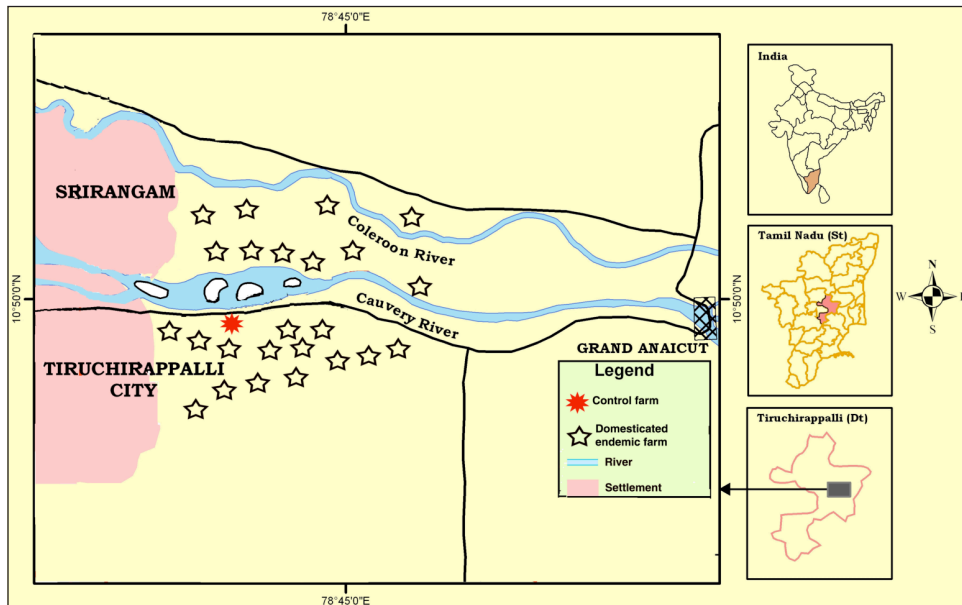 78°45'0"E
India
SRIRANGAM
Coleroon River
Tamil Nadu (St)
10°50'0"N
Cauvery River
10°50'0"N
N
W
E
S
TIRUCHIRAPPALLI
CITY
GRAND ANAICUT
Legend
Control farm
Domesticated
endemic farm
River
Settlement
Tiruchirappalli (Dt)
78°45'0"E